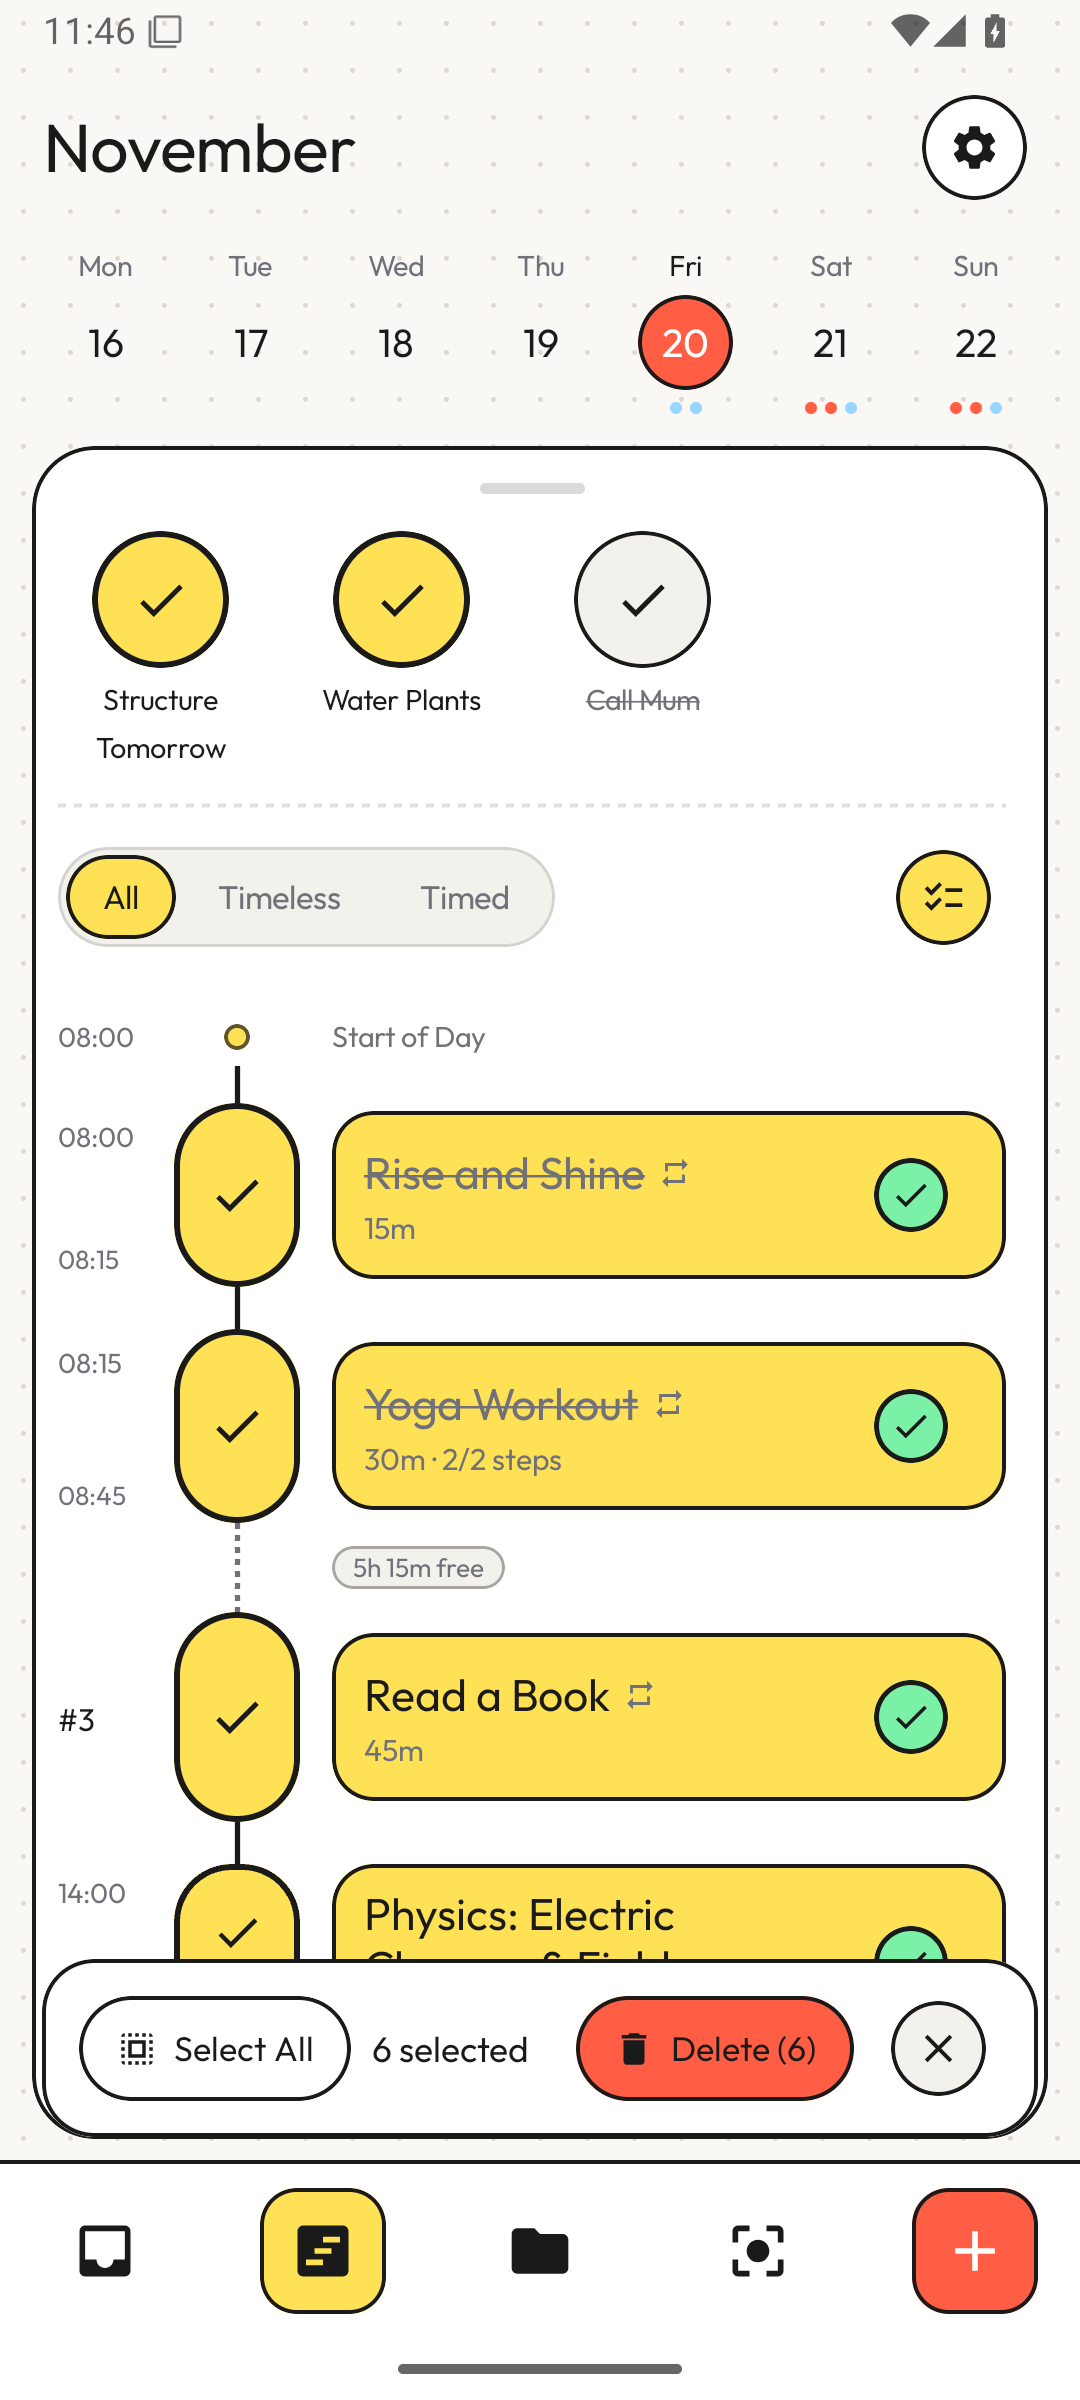 11:46
November
Mon Tue Wed Thu Fri Sat Sun
16 17 18 19 20 21 22
Structure
Tomorrow
Water Plants
Call Mum
All Timeless Timed
08:00 Start of Day
08:00
Rise and Shine
15m
08:15
08:15
Yoga Workout
30m · 2/2 steps
08:45
5h 15m free
Read a Book
#3
45m
14:00
Physics: Electric
Select All 6 selected Delete (6)